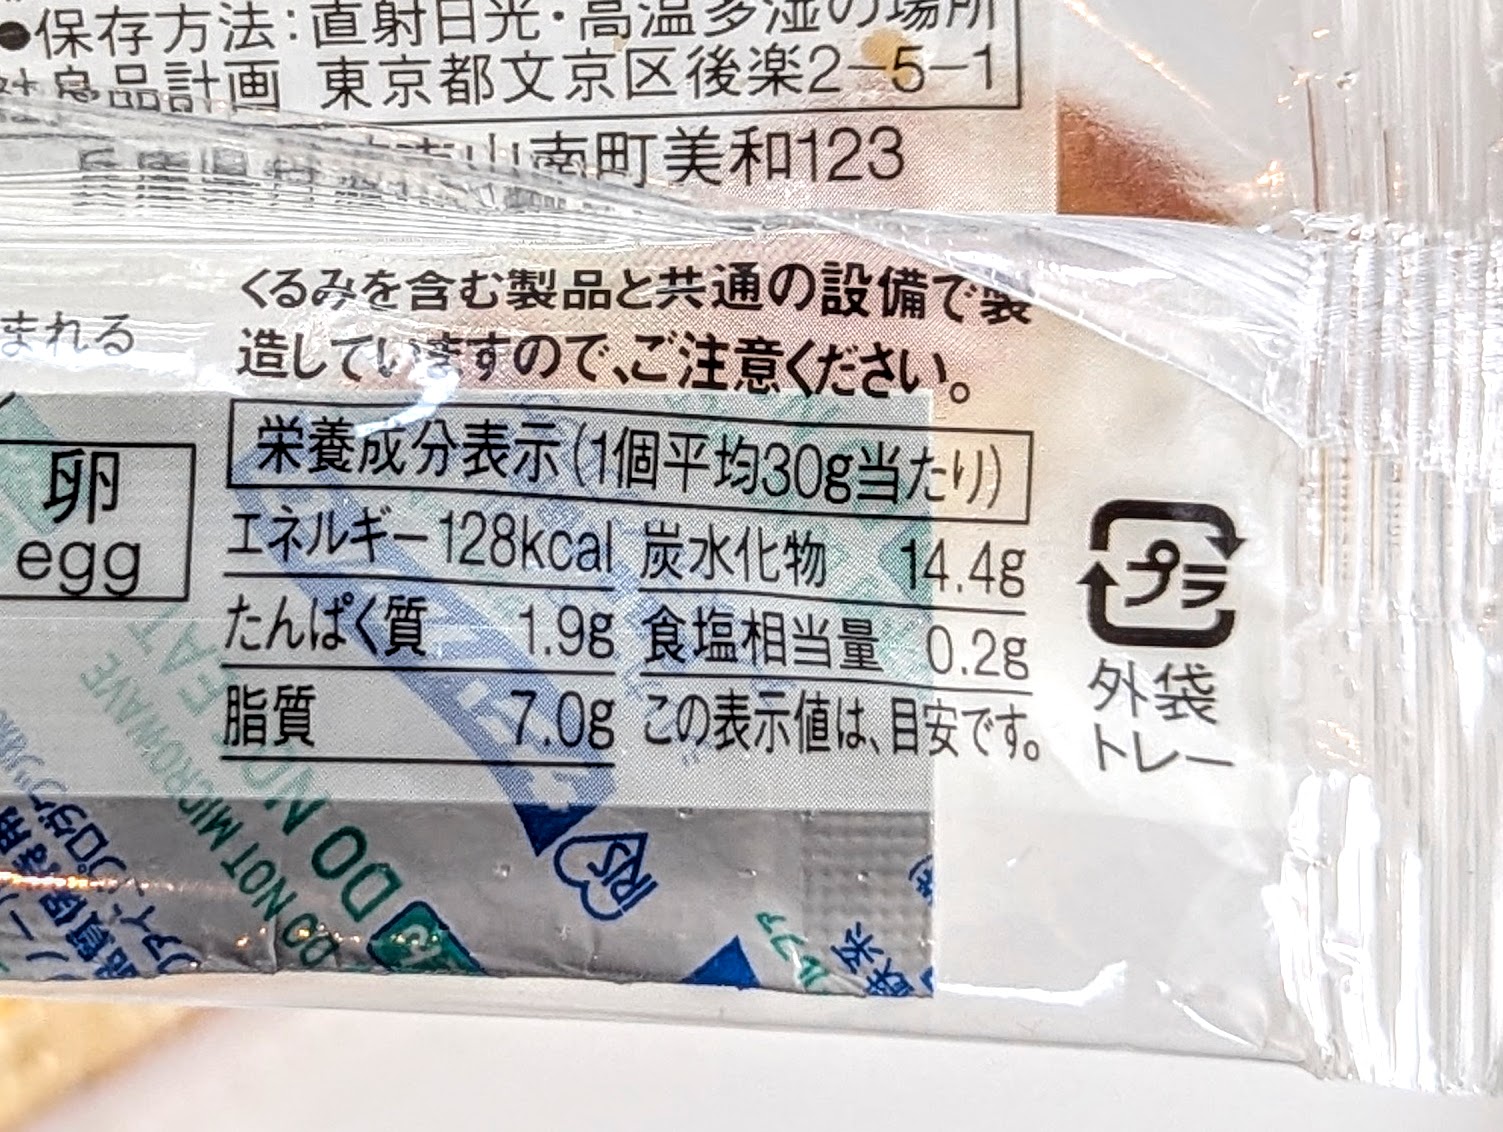 ●保存方法:直射日光・高温多湿の場所
良品計画 東京都文京区後楽2-5-1
山南町美和123
くるみを含む製品と共通の設備で製
造していますので、ご注意ください。
まれる
卵
egg
栄養成分表示(1個平均30g当たり)
エネルギー128kcal 炭水化物 14.4g
たんぱく質 1.9g 食塩相当量 0.2g
脂質 7.0g この表示値は、目安です。
プラ
外袋
トレー
DO NOT EAT
DO NOT MICROWAVE
IRIS